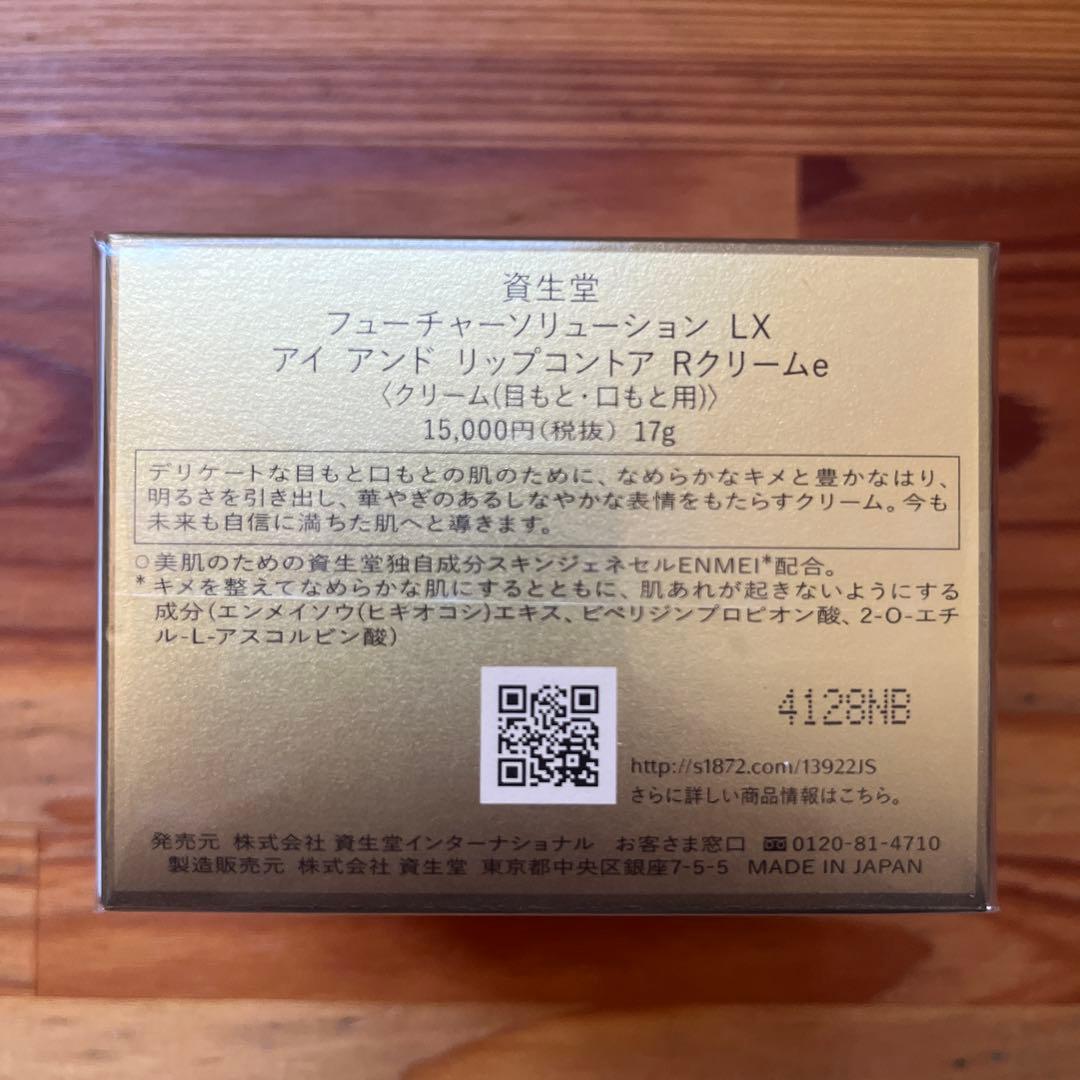 資生堂
フューチャーソリューション LX
アイ アンド リップコントア Rクリームe
〈クリーム(目もと・口もと用)〉
15,000円(税抜) 17g
デリケートな目もと口もとの肌のために、なめらかなキメと豊かなはり、
明るさを引き出し、華やぎのあるしなやかな表情をもたらすクリーム。今も
未来も自信に満ちた肌へと導きます。
○美肌のための資生堂独自成分スキンジェネセルENMEI*配合。
*キメを整えてなめらかな肌にするとともに、肌あれが起きないようにする
成分(エンメイソウ(ヒキオコシ)エキス、ピペリジンプロピオン酸、2-O-エチ
ル-L-アスコルビン酸)
4128NB
http://s1872.com/13922JS
さらに詳しい商品情報はこちら。
発売元 株式会社 資生堂インターナショナル お客さま窓口 0120-81-4710
製造販売元 株式会社 資生堂 東京都中央区銀座7-5-5 MADE IN JAPAN